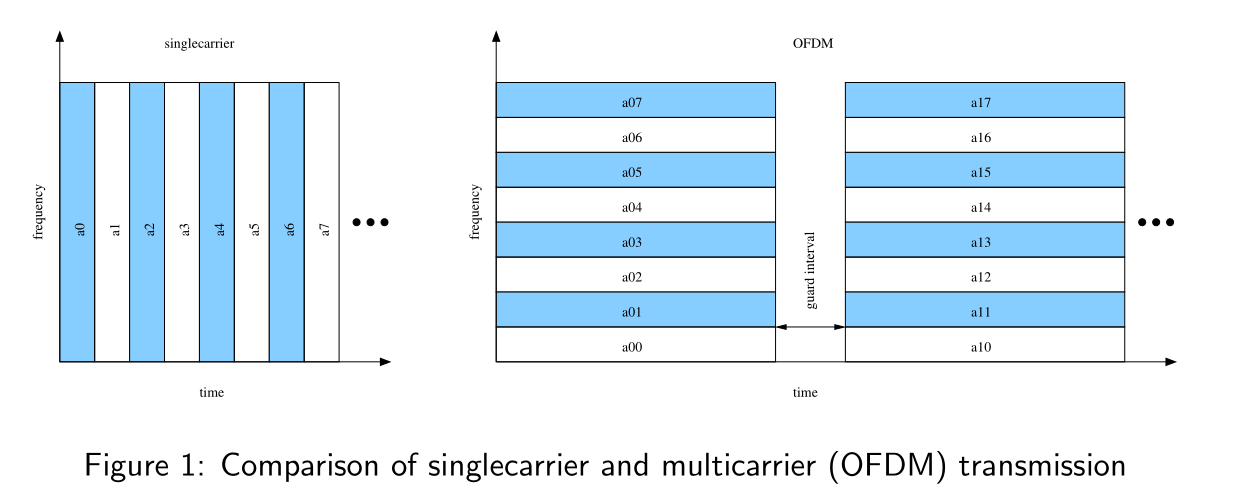 singlecarrier
frequency
a0
a1
a2
a3
a4
a5
a6
a7
time
OFDM
frequency
a07
a06
a05
a04
a03
a02
a01
a00
guard interval
a17
a16
a15
a14
a13
a12
a11
a10
time
Figure 1: Comparison of singlecarrier and multicarrier (OFDM) transmission